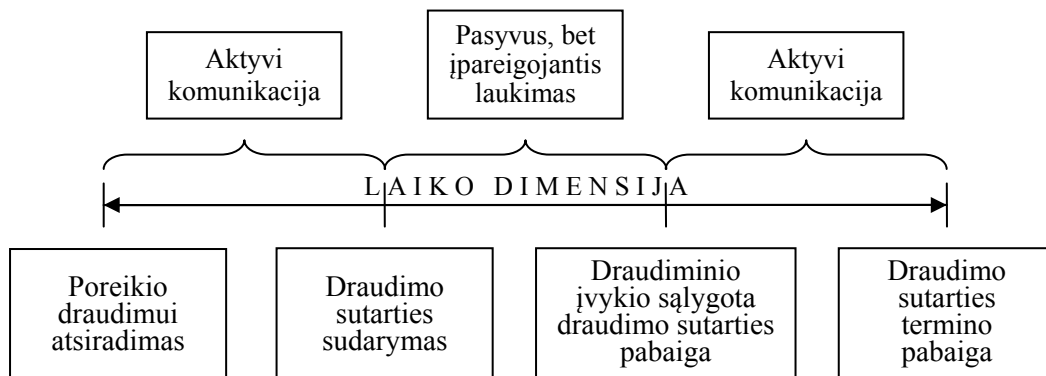 Aktyvi
komunikacija
Pasyvus, bet
įpareigojantis
laukimas
Aktyvi
komunikacija
LAIKO DIMENSIJA
Poreikio
draudimui
atsiradimas
Draudimo
sutarties
sudarymas
Draudiminio
įvykio sąlygota
draudimo sutarties
pabaiga
Draudimo
sutarties
termino
pabaiga